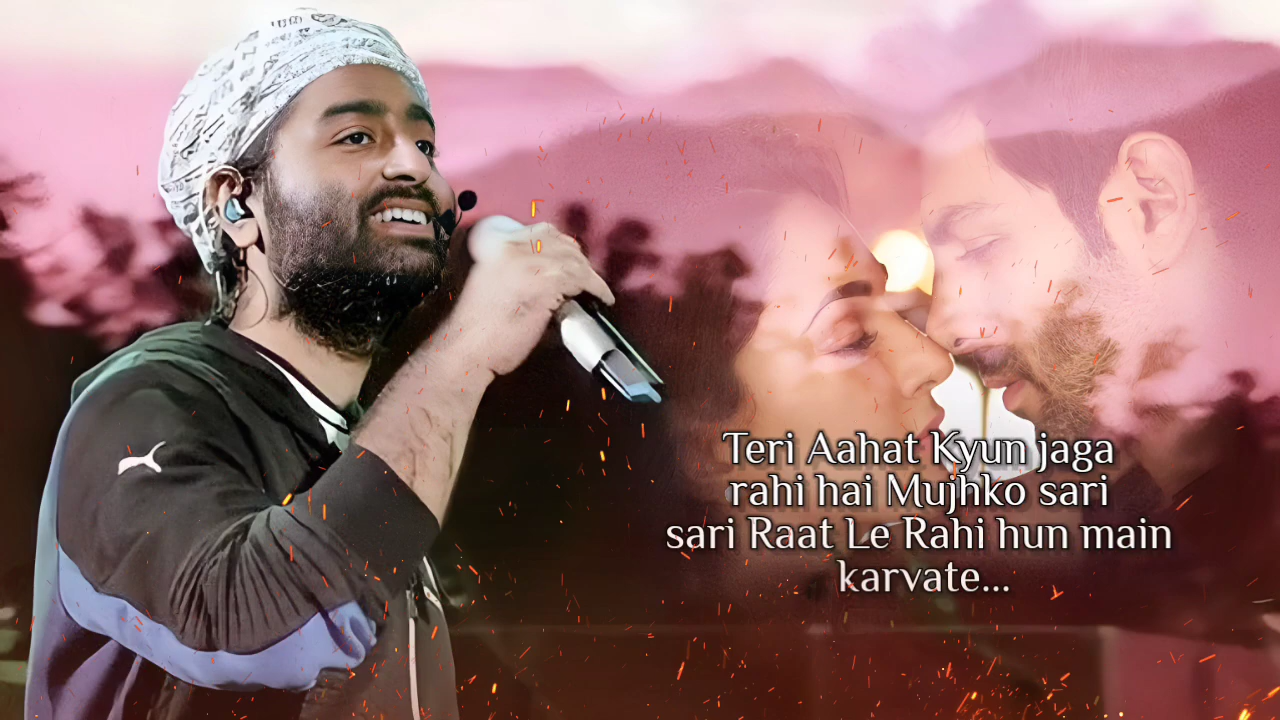 Teri Aahat Kyun jaga
rahi hai Mujhko sari
sari Raat Le Rahi hun main
karvate...